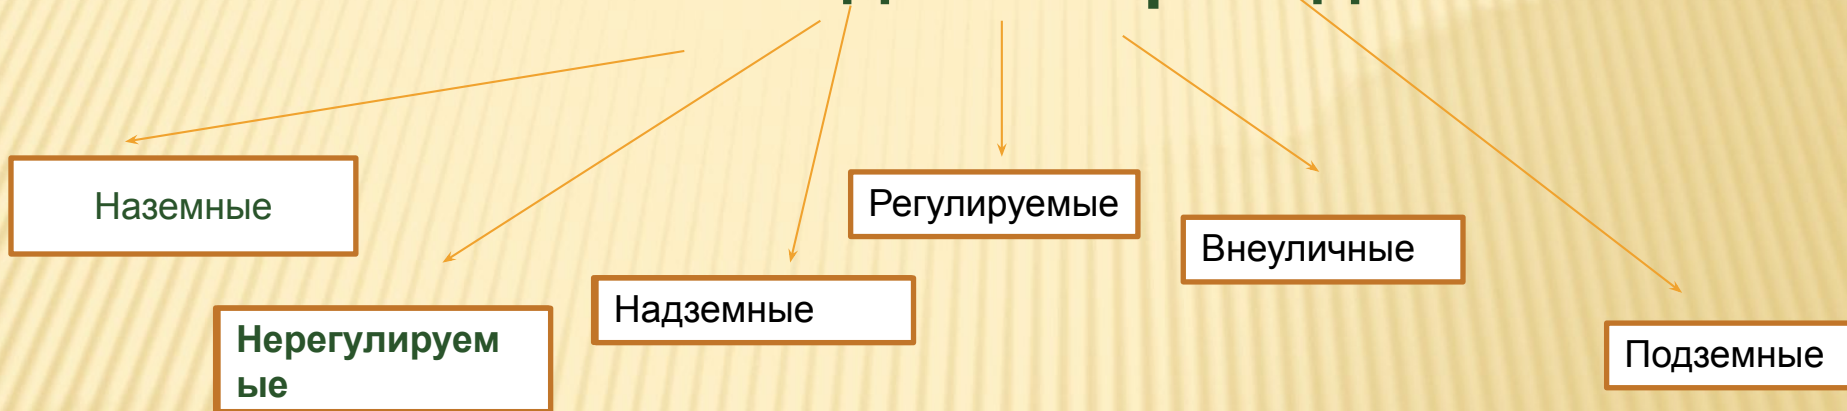 Наземные
Регулируемые
Внеуличные
Надземные
Нерегулируем
ые
Подземные